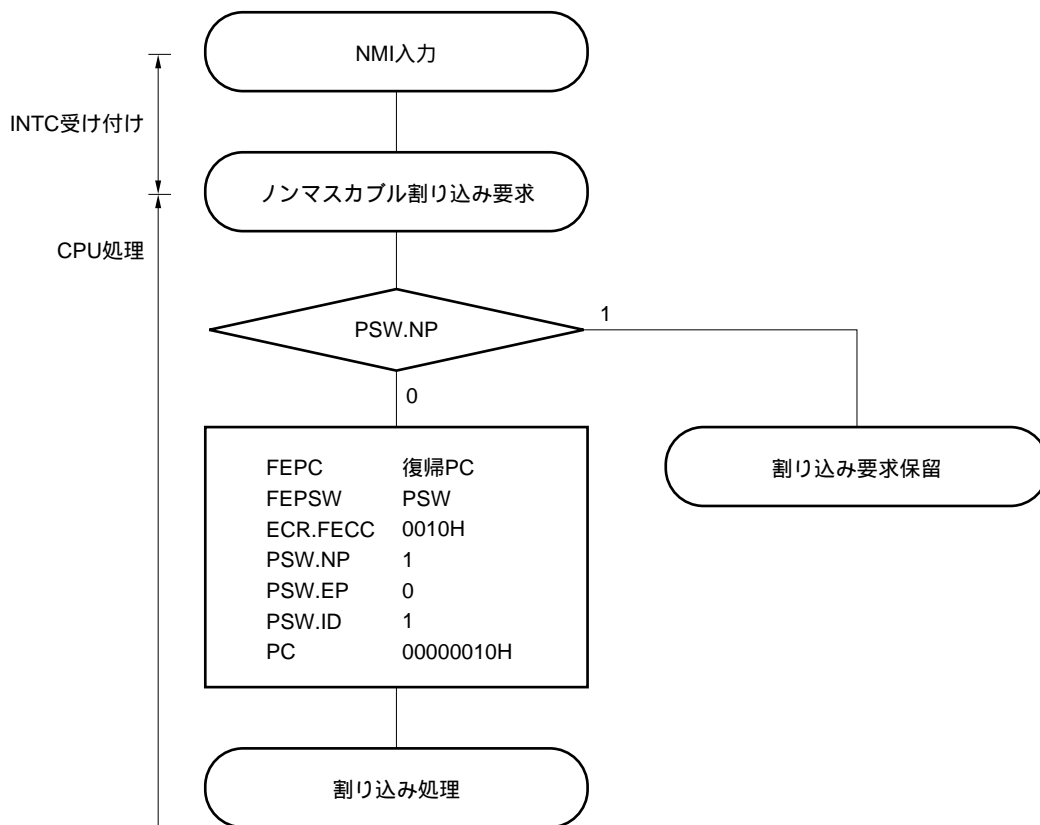 NMI入力
INTC受け付け
ノンマスカブル割り込み要求
CPU処理
PSW.NP
1
0
FEPC 復帰PC
FEPSW PSW
ECR.FECC 0010H
PSW.NP 1
PSW.EP 0
PSW.ID 1
PC 00000010H
割り込み要求保留
割り込み処理